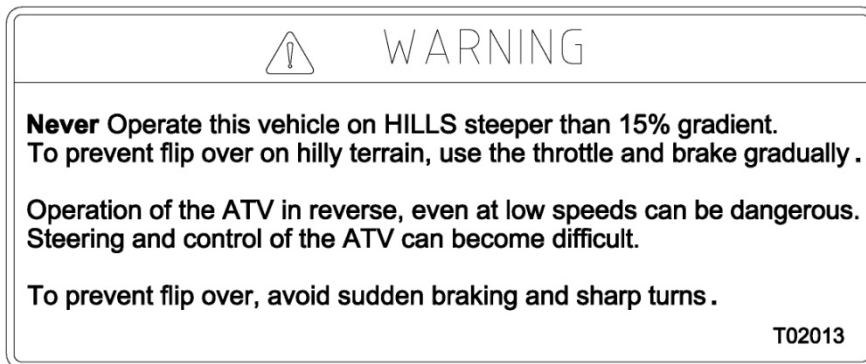 WARNING
Never Operate this vehicle on HILLS steeper than 15% gradient.
To prevent flip over on hilly terrain, use the throttle and brake gradually.
Operation of the ATV in reverse, even at low speeds can be dangerous.
Steering and control of the ATV can become difficult.
To prevent flip over, avoid sudden braking and sharp turns.
T02013